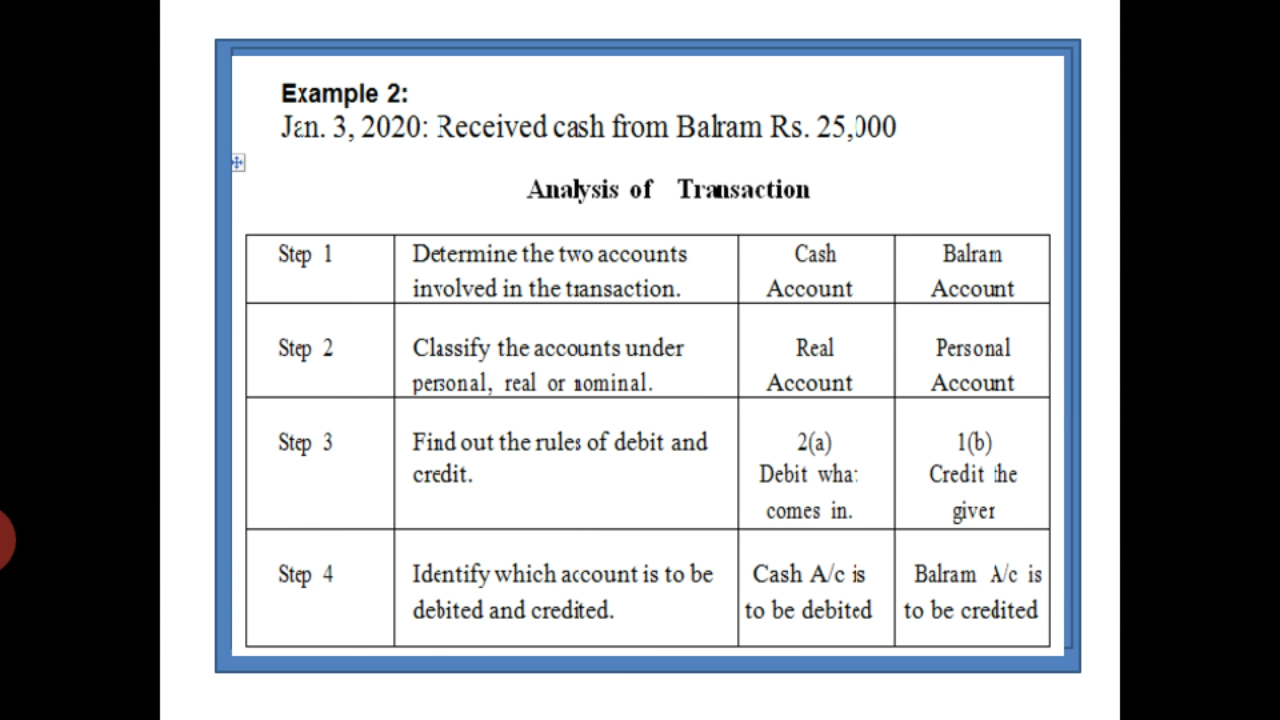 Example 2:
Jan. 3, 2020: Received cash from Balram Rs. 25,000
Analysis of Transaction
Step 1
Determine the two accounts
involved in the transaction.
Cash
Account
Balram
Account
Step 2
Classify the accounts under
personal, real or nominal.
Real
Account
Personal
Account
Step 3
Find out the rules of debit and
credit.
2(a)
Debit what
comes in.
1(b)
Credit the
giver
Step 4
Identify which account is to be
debited and credited.
Cash A/c is
to be debited
Balram A/c is
to be credited